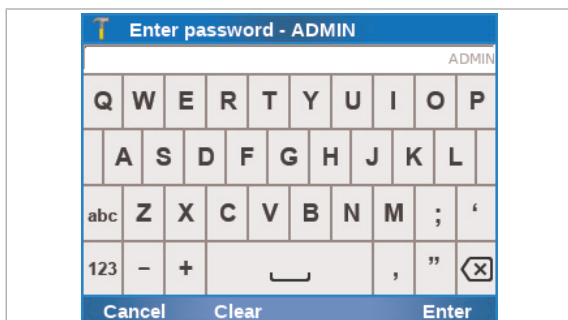 Enter password - ADMIN
ADMIN
Q W E R T Y U I O P
A S D F G H J K L
abc Z X C V B N M ; ‘
123 - + , ”
Cancel Clear Enter